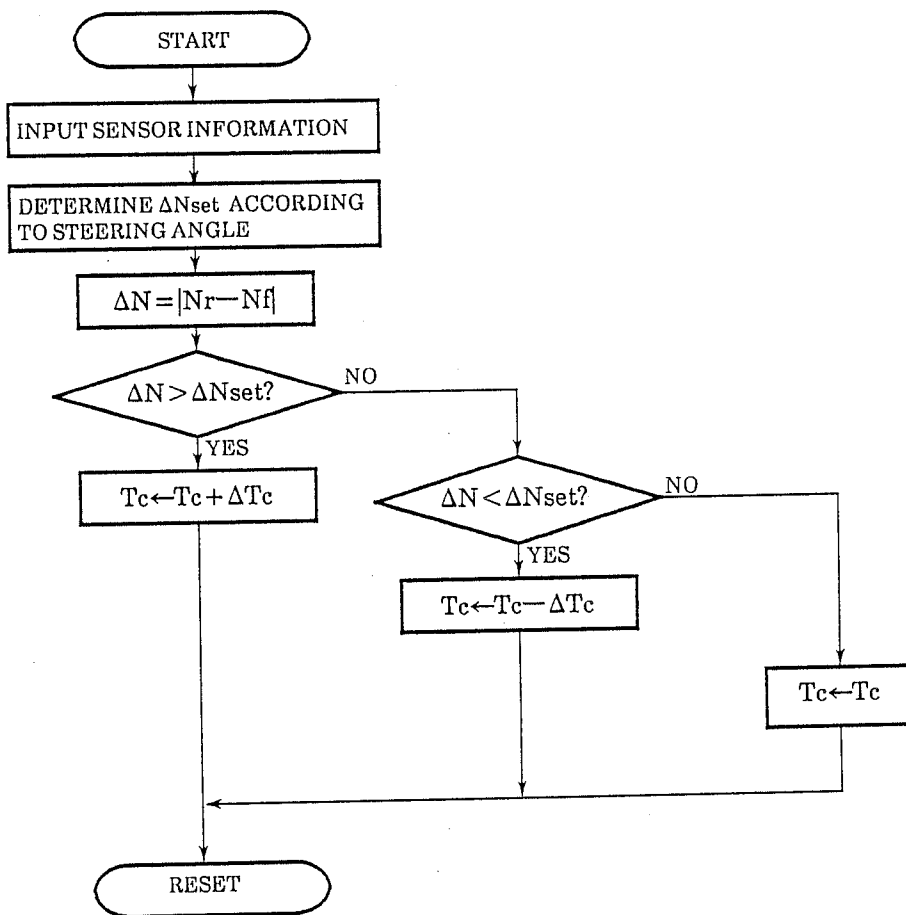 START
INPUT SENSOR INFORMATION
DETERMINE ΔNset ACCORDING
TO STEERING ANGLE
ΔN=|Nr—Nf|
ΔN>ΔNset?
NO
YES
Tc←Tc+ΔTc
ΔN<ΔNset?
NO
YES
Tc←Tc—ΔTc
Tc←Tc
RESET